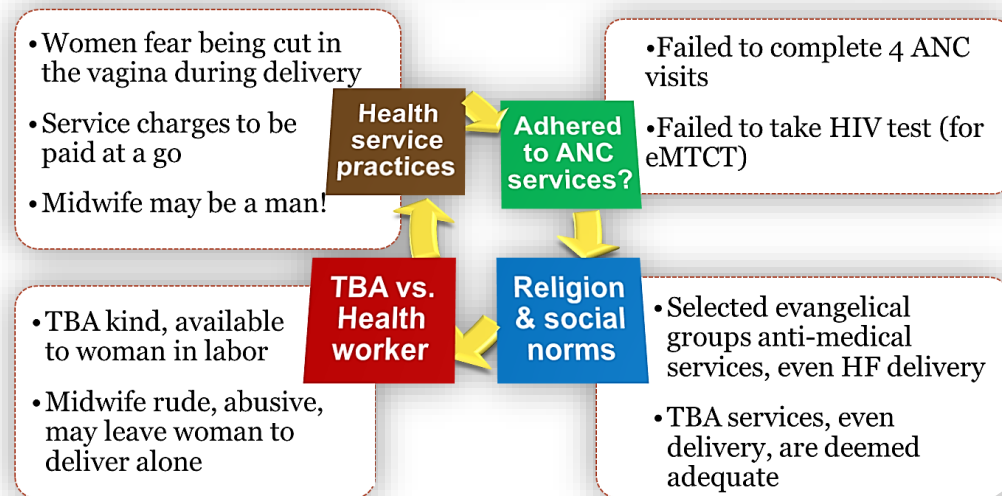 • Women fear being cut in
the vagina during delivery
• Service charges to be
paid at a go
• Midwife may be a man!
Health
service
practices
Adhered
to ANC
services?
•Failed to complete 4 ANC
visits
•Failed to take HIV test (for
eMTCT)
• TBA kind, available
to woman in labor
• Midwife rude, abusive,
may leave woman to
deliver alone
TBA vs.
Health
worker
Religion
& social
norms
• Selected evangelical
groups anti-medical
services, even HF delivery
• TBA services, even
delivery, are deemed
adequate